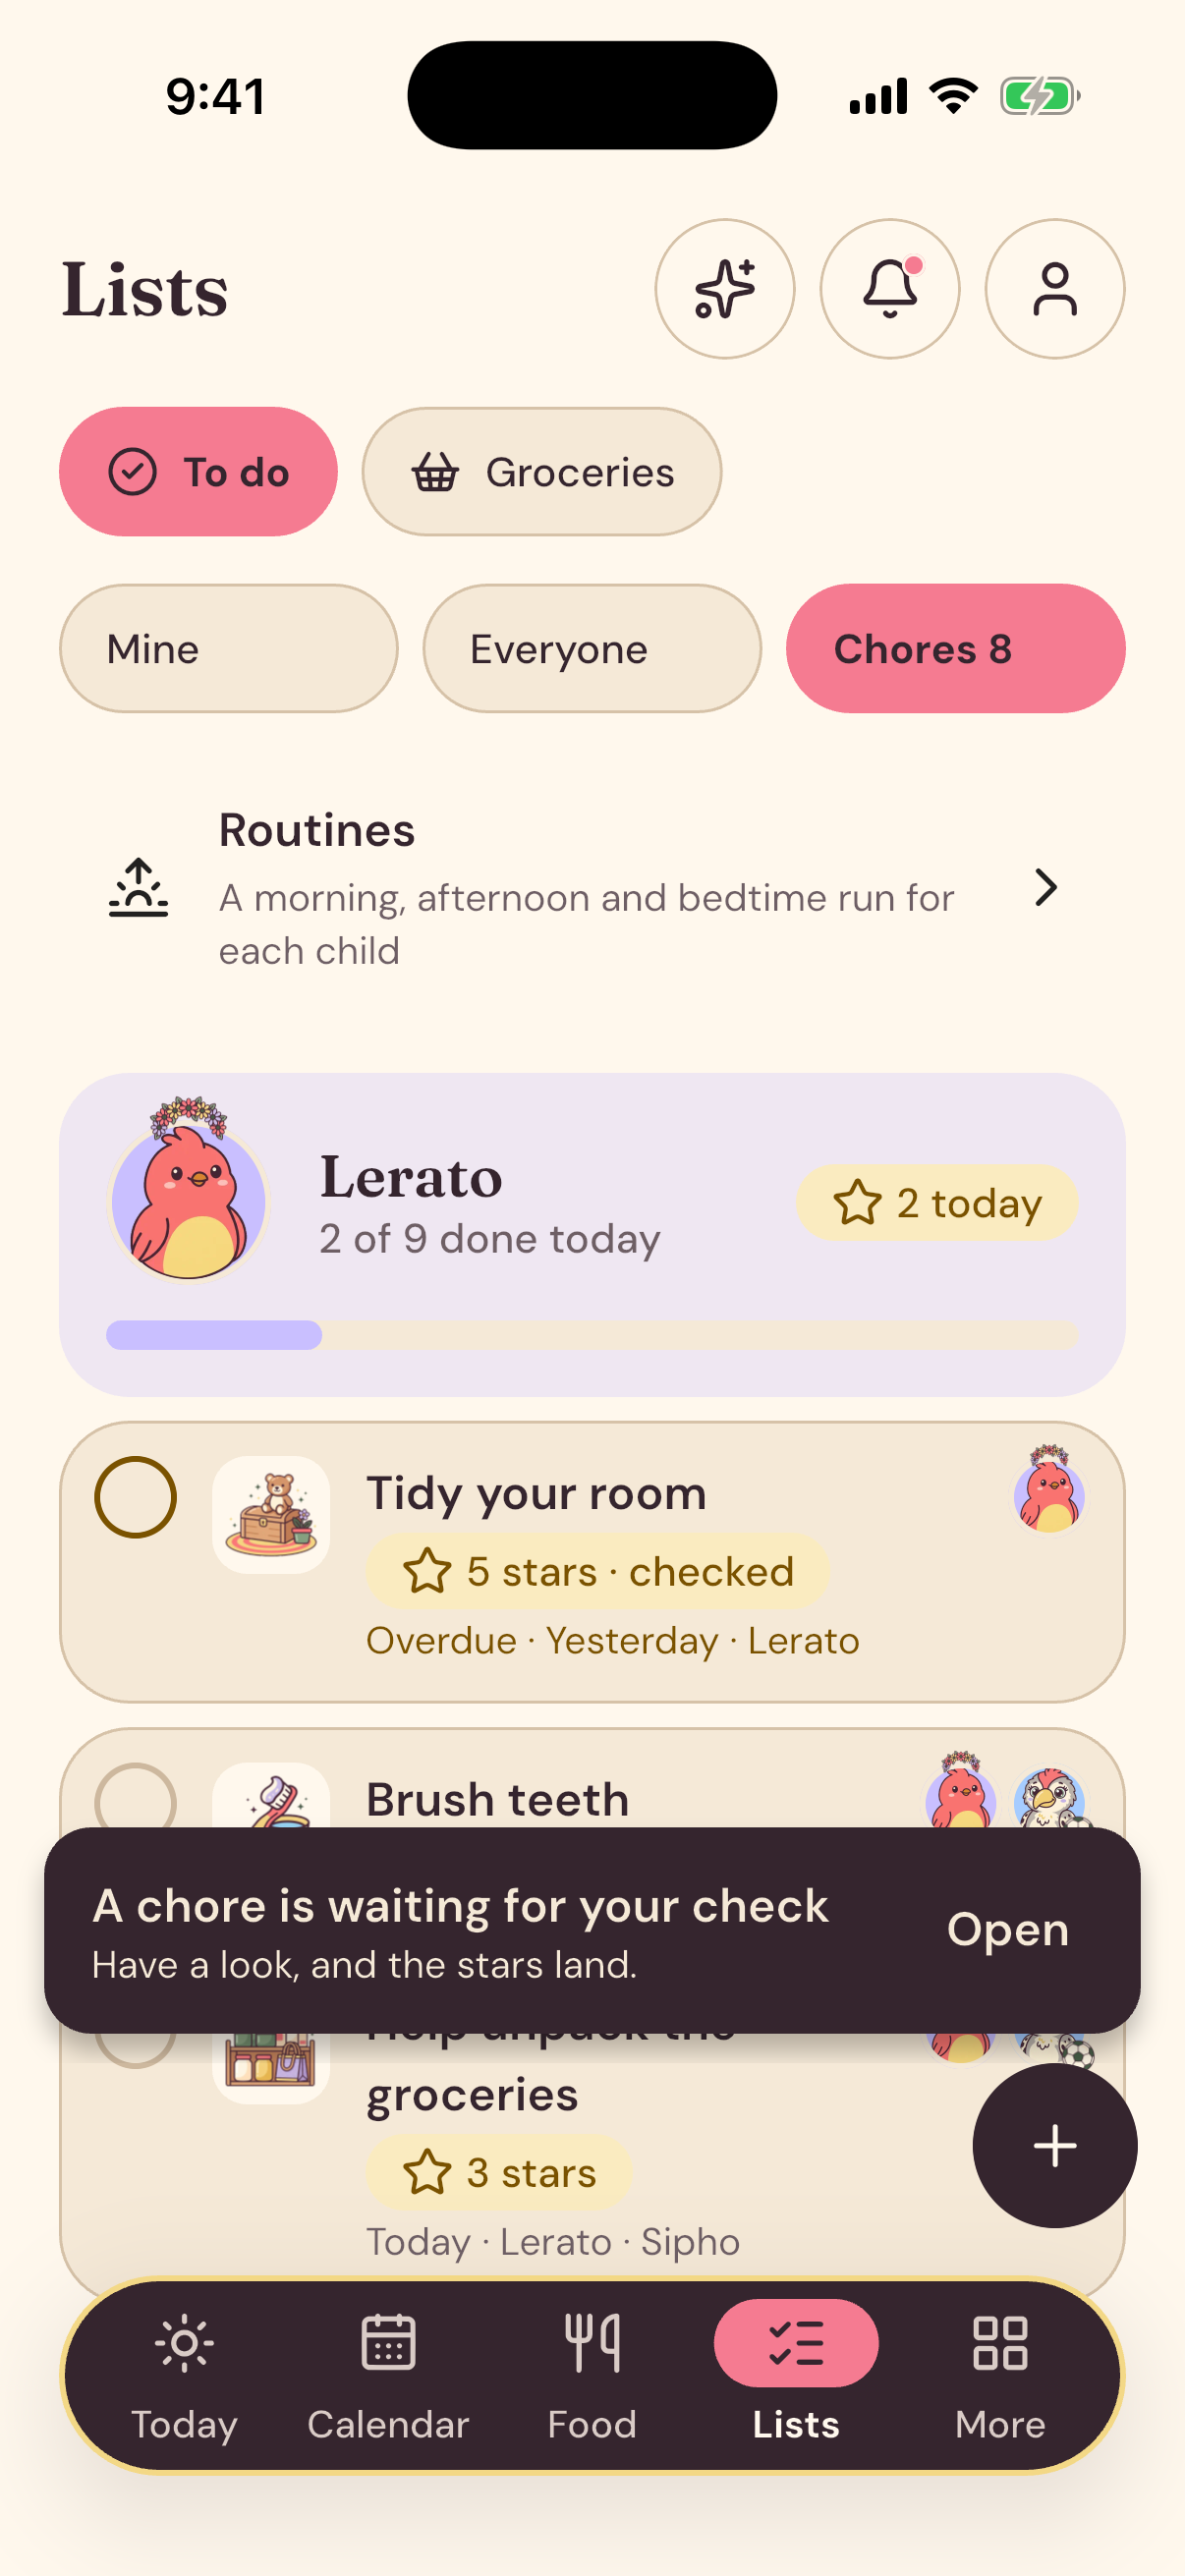 9:41
Lists
To do
Groceries
Mine
Everyone
Chores 8
Routines
A morning, afternoon and bedtime run for
each child
Lerato
2 of 9 done today
2 today
Tidy your room
5 stars · checked
Overdue · Yesterday · Lerato
Brush teeth
A chore is waiting for your check
Have a look, and the stars land.
Open
Help unpack the
groceries
3 stars
Today · Lerato · Sipho
Today
Calendar
Food
Lists
More